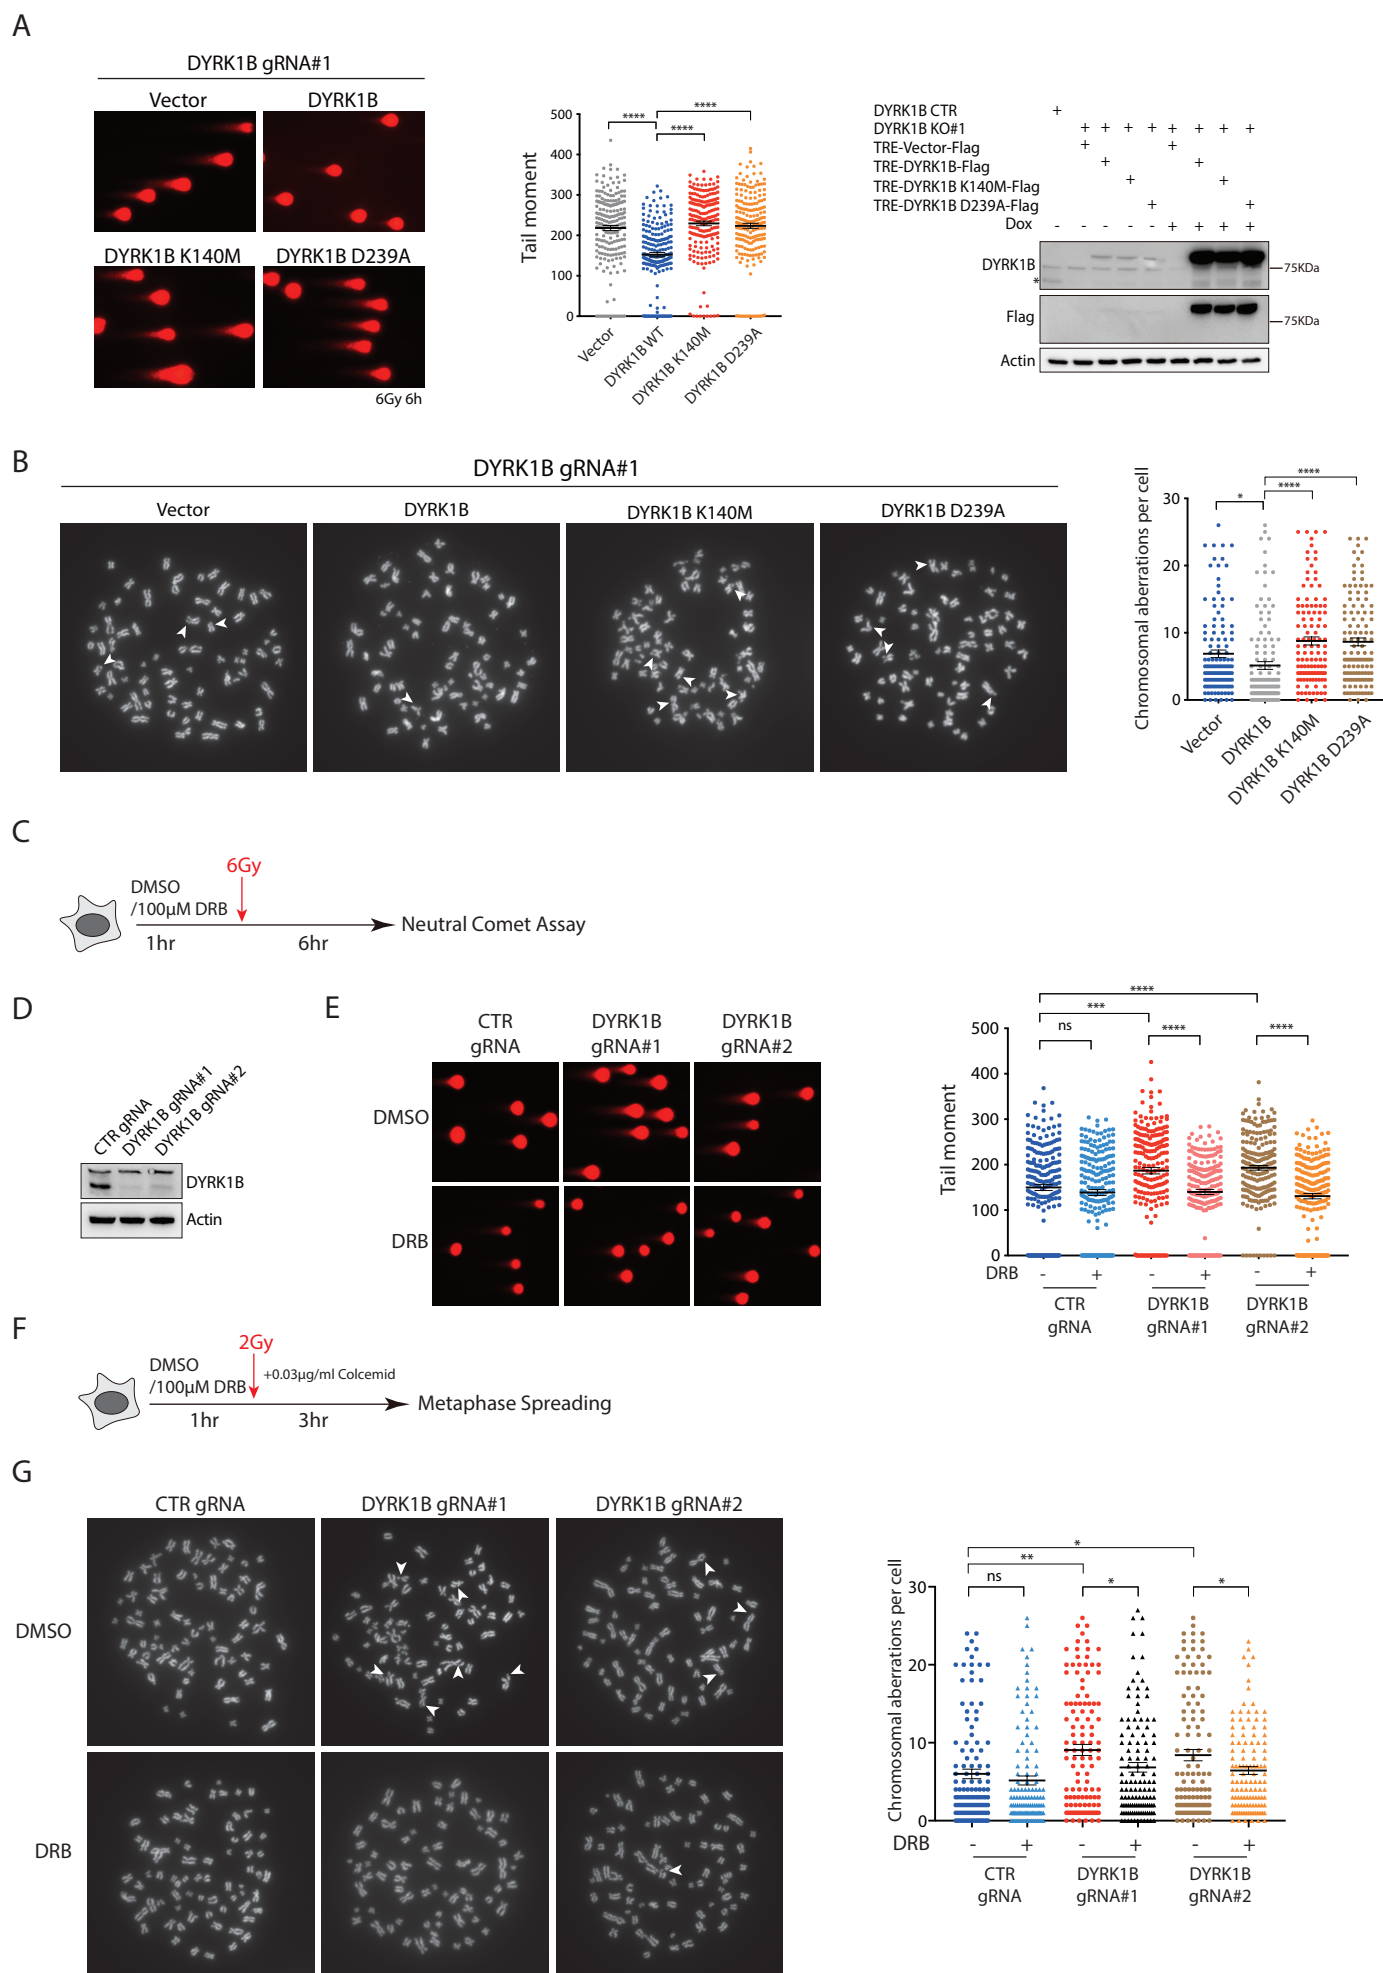 A
DYRK1B gRNA#1
Vector
DYRK1B
DYRK1B K140M
DYRK1B D239A
6Gy 6h
Tail moment
500
400
300
200
100
0
****
****
****
Vector
DYRK1B WT
DYRK1B K140M
DYRK1B D239A
DYRK1B CTR +
DYRK1B KO#1 + + + + + + + +
TRE-Vector-Flag + +
TRE-DYRK1B-Flag + +
TRE-DYRK1B K140M-Flag + +
TRE-DYRK1B D239A-Flag + +
Dox - - - - - + + + +
DYRK1B
*
75KDa
Flag
75KDa
Actin
B
DYRK1B gRNA#1
Vector
DYRK1B
DYRK1B K140M
DYRK1B D239A
Chromosomal aberrations per cell
30
20
10
0
****
****
*
Vector
DYRK1B
DYRK1B K140M
DYRK1B D239A
C
6Gy
DMSO
/100μM DRB
1hr
6hr
Neutral Comet Assay
D
CTR gRNA
DYRK1B gRNA#1
DYRK1B gRNA#2
DYRK1B
Actin
E
CTR
gRNA
DYRK1B
gRNA#1
DYRK1B
gRNA#2
DMSO
DRB
Tail moment
500
400
300
200
100
0
****
***
ns
****
****
DRB - + - + - +
CTR
gRNA
DYRK1B
gRNA#1
DYRK1B
gRNA#2
F
2Gy
DMSO
/100μM DRB
+0.03μg/ml Colcemid
1hr
3hr
Metaphase Spreading
G
CTR gRNA
DYRK1B gRNA#1
DYRK1B gRNA#2
DMSO
DRB
Chromosomal aberrations per cell
30
20
10
0
*
**
ns
*
*
DRB - + - + - +
CTR
gRNA
DYRK1B
gRNA#1
DYRK1B
gRNA#2